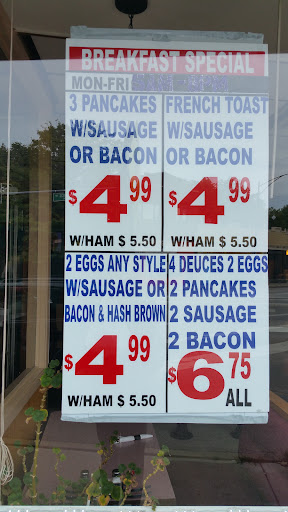 BREAKFAST SPECIAL
MON-FRI
3 PANCAKES
W/SAUSAGE
OR BACON
$4.99
W/HAM $ 5.50
FRENCH TOAST
W/SAUSAGE
OR BACON
$4.99
W/HAM $ 5.50
2 EGGS ANY STYLE
W/SAUSAGE OR
BACON & HASH BROWN
$4.99
W/HAM $ 5.50
4 DEUCES 2 EGGS
2 PANCAKES
2 SAUSAGE
2 BACON
$6.75
ALL